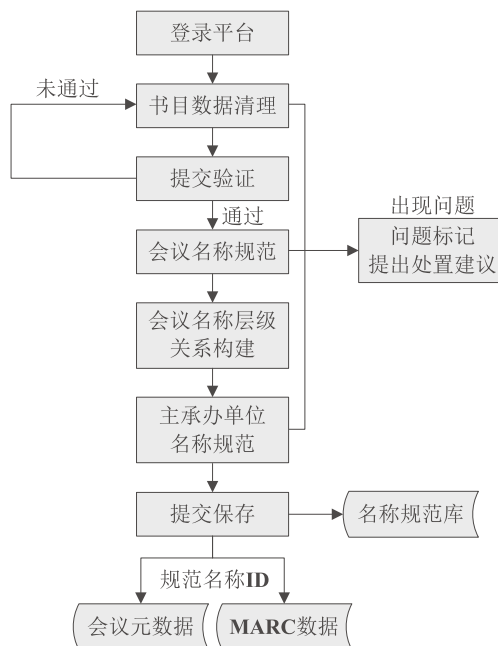 登录平台
未通过
书目数据清理
提交验证
出现问题
通过
问题标记
提出处置建议
会议名称规范
会议名称层级
关系构建
主承办单位
名称规范
提交保存
名称规范库
规范名称ID
会议元数据
MARC数据